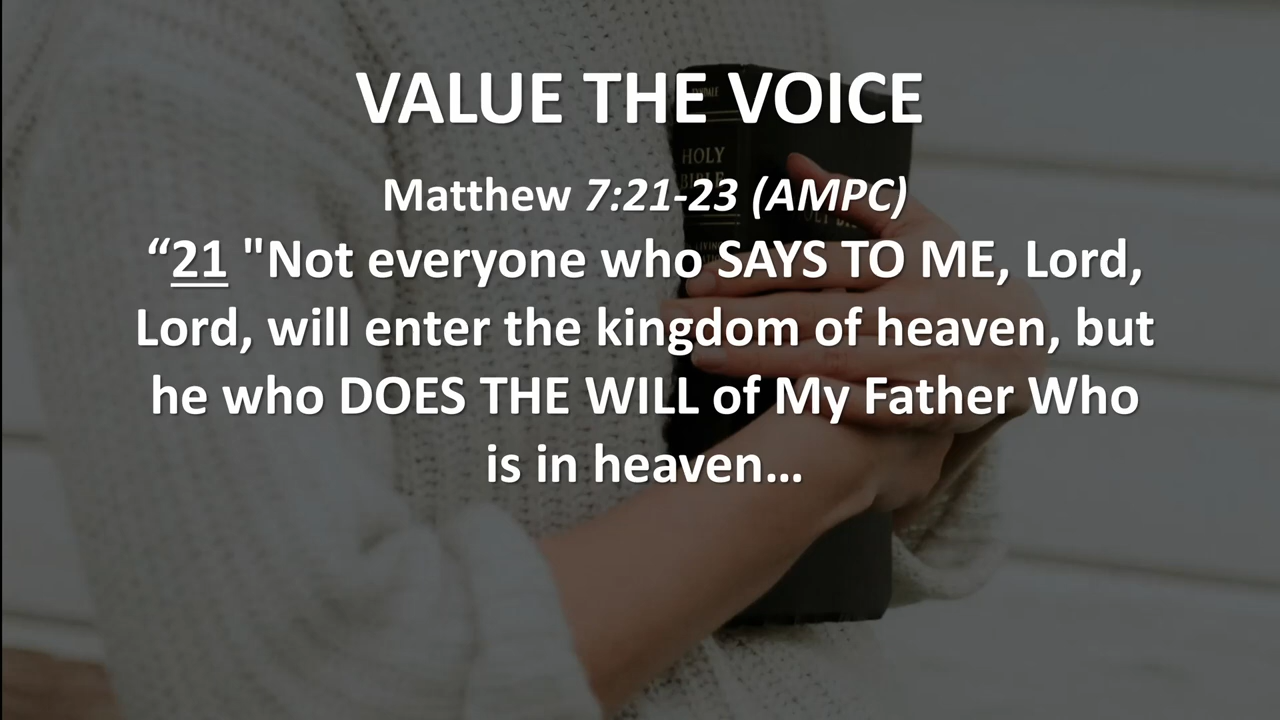 VALUE THE VOICE
Matthew 7:21-23 (AMPC)
“21 "Not everyone who SAYS TO ME, Lord,
Lord, will enter the kingdom of heaven, but
he who DOES THE WILL of My Father Who
is in heaven…
HOLY
BIBLE